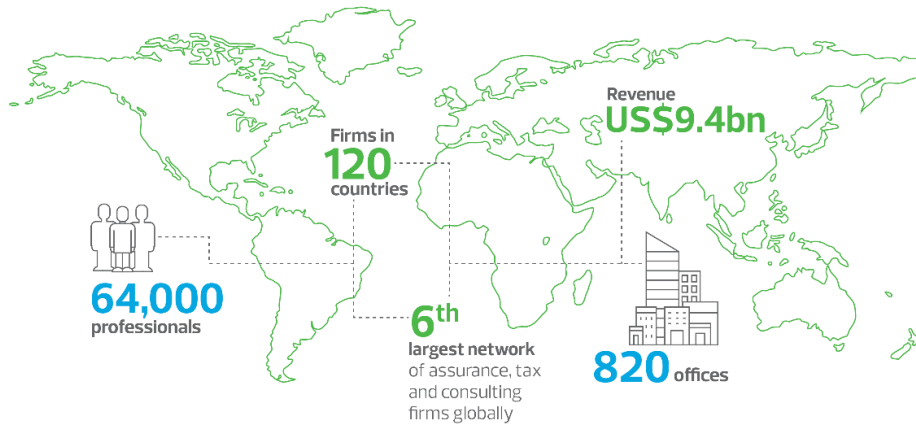 Firms in
120
countries
Revenue
US$9.4bn
64,000
professionals
6th
largest network
of assurance, tax
and consulting
firms globally
820 offices